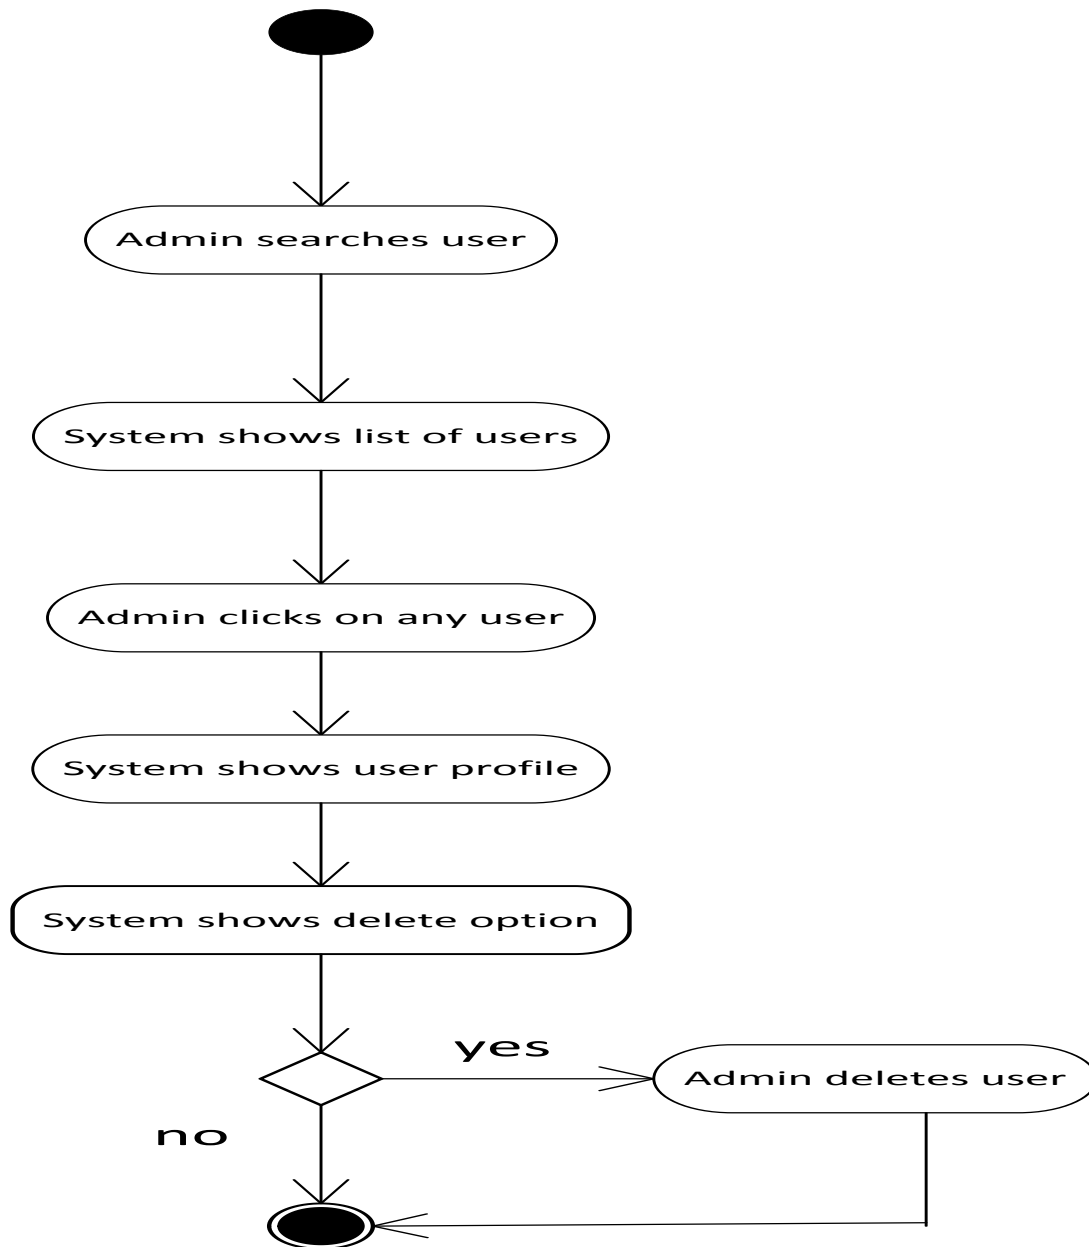 Admin searches user
System shows list of users
Admin clicks on any user
System shows user profile
System shows delete option
yes
Admin deletes user
no